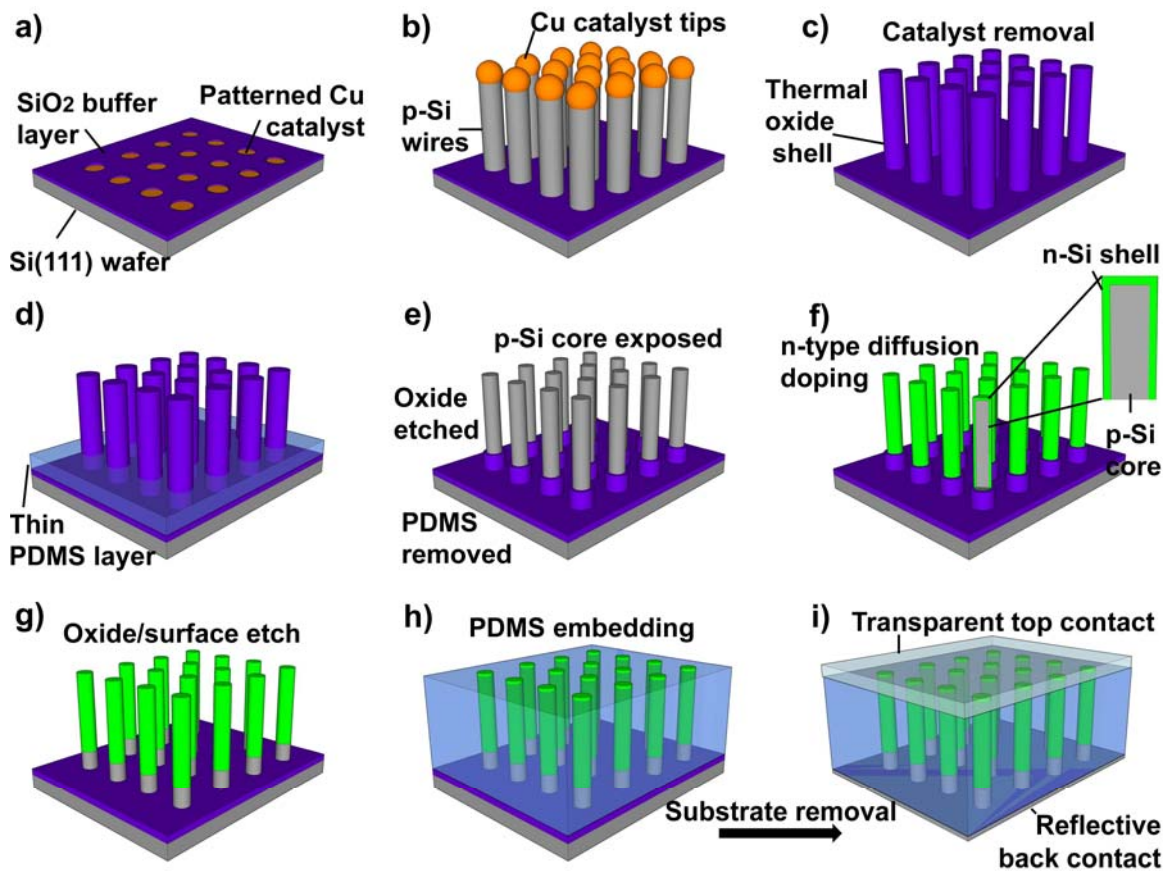 a)
SiO2 buffer
layer
Patterned Cu
catalyst
Si(111) wafer
b)
Cu catalyst tips
p-Si
wires
c)
Catalyst removal
Thermal
oxide
shell
d)
Thin
PDMS layer
e)
p-Si core exposed
Oxide
etched
PDMS
removed
f)
n-Si shell
n-type diffusion
doping
p-Si
core
g)
Oxide/surface etch
h)
PDMS embedding
Substrate removal
i)
Transparent top contact
Reflective
back contact